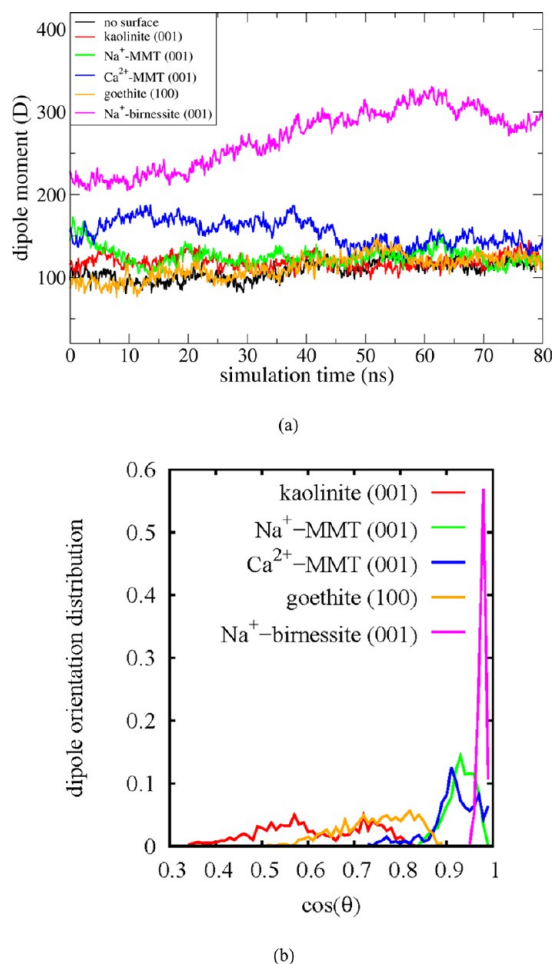 400
300
200
100
dipole moment (D)
no surface
kaolinite (001)
Na⁺-MMT (001)
Ca²⁺-MMT (001)
goethite (100)
Na⁺-birnessite (001)
0 10 20 30 40 50 60 70 80
simulation time (ns)
(a)
0.6
0.5
0.4
0.3
0.2
0.1
0
dipole orientation distribution
kaolinite (001)
Na⁺−MMT (001)
Ca²⁺−MMT (001)
goethite (100)
Na⁺−birnessite (001)
0.3 0.4 0.5 0.6 0.7 0.8 0.9 1
cos(θ)
(b)